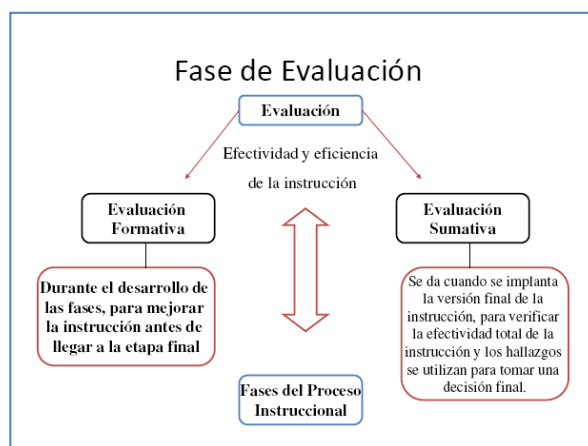 Fase de Evaluación
Evaluación
Efectividad y eficiencia
de la instrucción
Evaluación
Formativa
Durante el desarrollo de
las fases, para mejorar
la instrucción antes de
llegar a la etapa final
Evaluación
Sumativa
Se da cuando se implanta
la versión final de la
instrucción, para verificar
la efectividad total de la
instrucción y los hallazgos
se utilizan para tomar una
decisión final.
Fases del Proceso
Instruccional